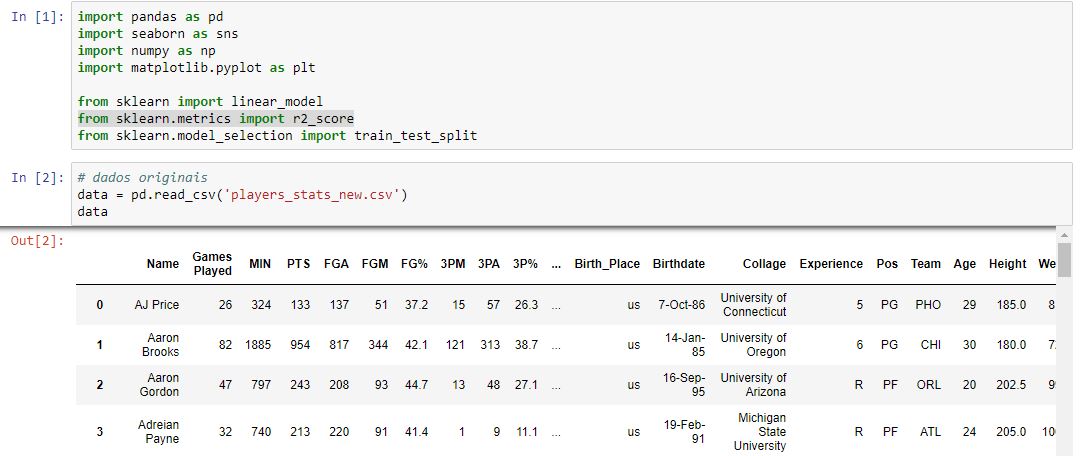 In [1]: import pandas as pd
import seaborn as sns
import numpy as np
import matplotlib.pyplot as plt
from sklearn import linear_model
from sklearn.metrics import r2_score
from sklearn.model_selection import train_test_split
In [2]: # dados originais
data = pd.read_csv('players_stats_new.csv')
data
Out[2]:
Name Games Played MIN PTS FGA FGM FG% 3PM 3PA 3P% ... Birth_Place Birthdate Collage Experience Pos Team Age Height We
0 AJ Price 26 324 133 137 51 37.2 15 57 26.3 ... us 7-Oct-86 University of Connecticut 5 PG PHO 29 185.0 8
1 Aaron Brooks 82 1885 954 817 344 42.1 121 313 38.7 ... us 14-Jan-85 University of Oregon 6 PG CHI 30 180.0 7
2 Aaron Gordon 47 797 243 208 93 44.7 13 48 27.1 ... us 16-Sep-95 University of Arizona R PF ORL 20 202.5 9
3 Adreian Payne 32 740 213 220 91 41.4 1 9 11.1 ... us 19-Feb-91 Michigan State University R PF ATL 24 205.0 10